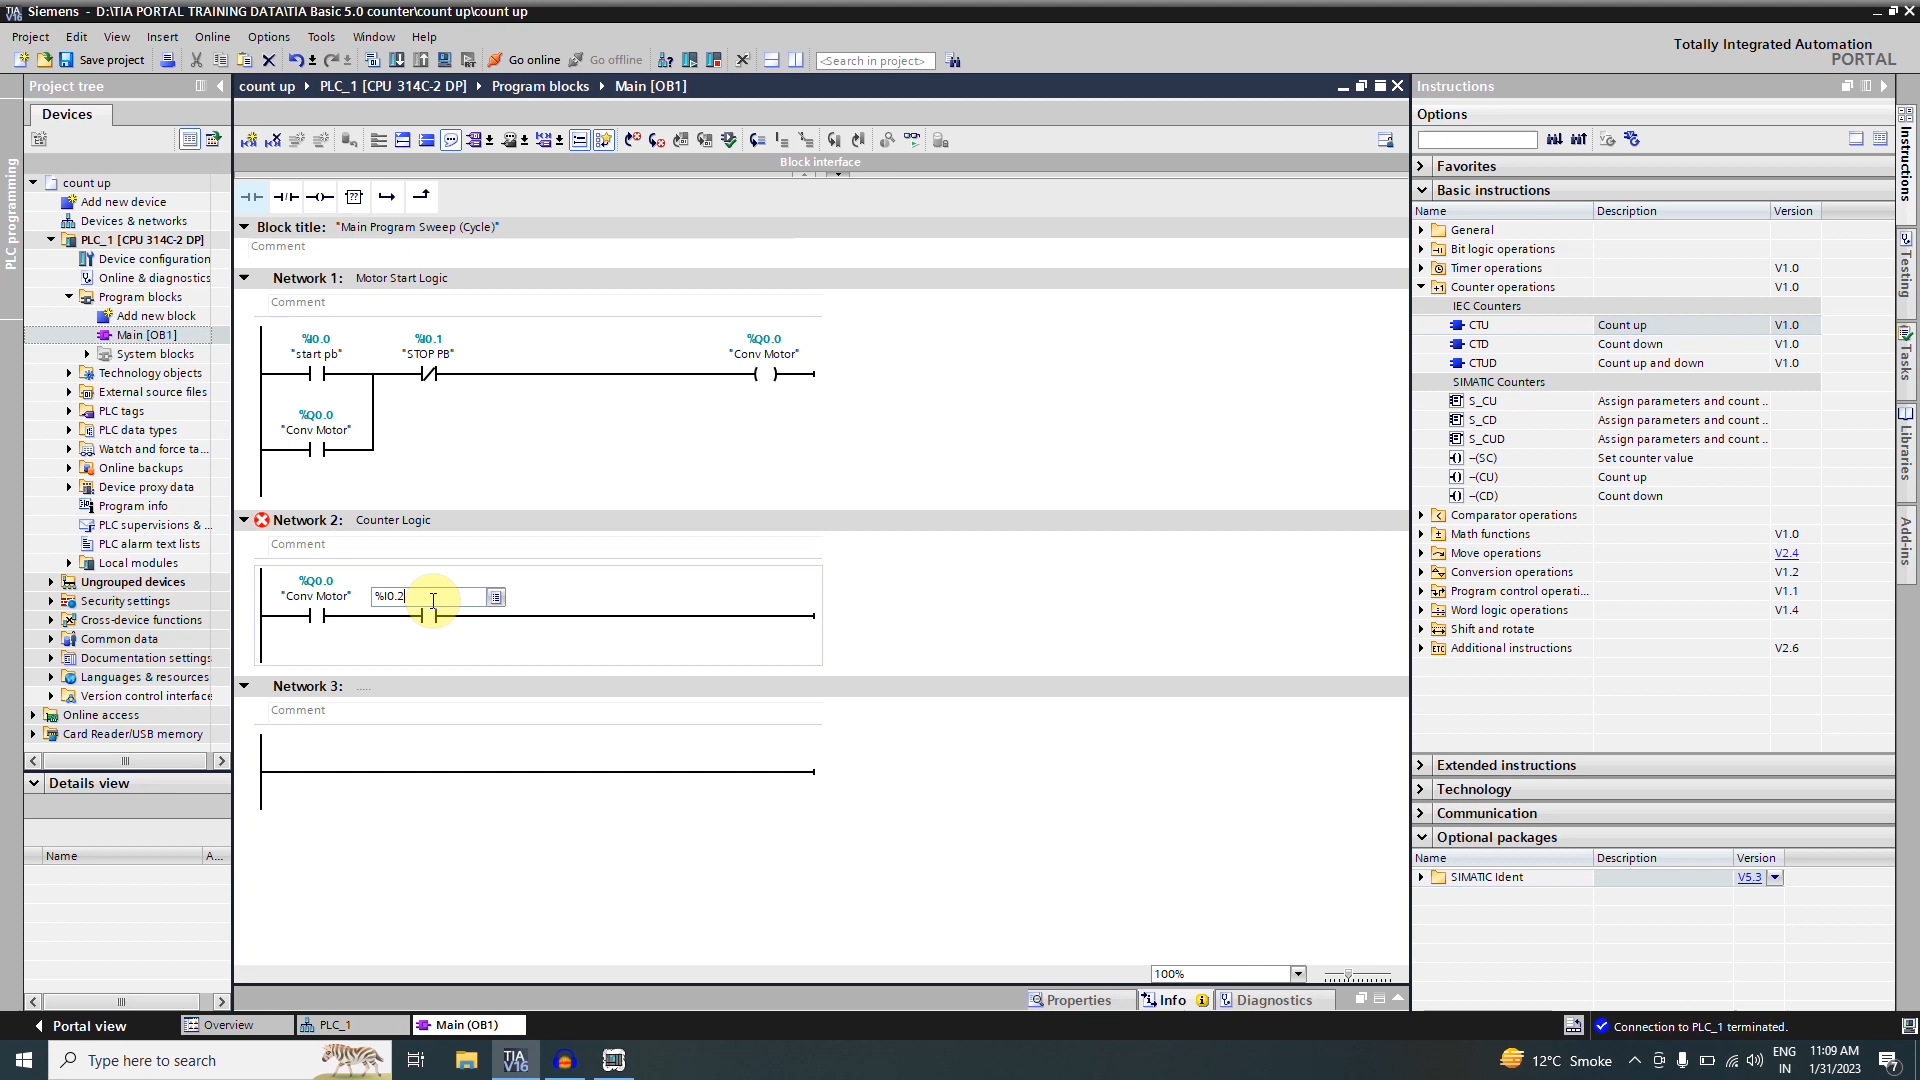 Siemens - D:\TIA PORTAL TRAINING DATA\TIA Basic 5.0 counter\count up\count up
Project Edit View Insert Online Options Tools Window Help
Totally Integrated Automation
PORTAL
Save project
Go online
Go offline
<Search in project>
Project tree
count up PLC_1 [CPU 314C-2 DP] Program blocks Main [OB1]
Instructions
Devices
Options
Block interface
PLC programming
count up
Add new device
Devices & networks
PLC_1 [CPU 314C-2 DP]
Device configuration
Online & diagnostics
Program blocks
Add new block
Main [OB1]
System blocks
Technology objects
External source files
PLC tags
PLC data types
Watch and force ta...
Online backups
Device proxy data
Program info
PLC supervisions & ..
PLC alarm text lists
Local modules
Ungrouped devices
Security settings
Cross-device functions
Common data
Documentation settings
Languages & resources
Version control interface
Online access
Card Reader/USB memory
Details view
Name A...
??
Block title: "Main Program Sweep (Cycle)"
Comment
Network 1: Motor Start Logic
Comment
%I0.0 %I0.1 %Q0.0
"start pb" "STOP PB" "Conv Motor"
%Q0.0
"Conv Motor"
Network 2: Counter Logic
Comment
%Q0.0
"Conv Motor" %I0.2
Network 3: .....
Comment
100%
Properties Info Diagnostics
Favorites
Basic instructions
Name Description Version
General
Bit logic operations
Timer operations V1.0
Counter operations V1.0
IEC Counters
CTU Count up V1.0
CTD Count down V1.0
CTUD Count up and down V1.0
SIMATIC Counters
S_CU Assign parameters and count ..
S_CD Assign parameters and count ..
S_CUD Assign parameters and count ..
-(SC) Set counter value
-(CU) Count up
-(CD) Count down
Comparator operations
Math functions V1.0
Move operations V2.4
Conversion operations V1.2
Program control operati... V1.1
Word logic operations V1.4
Shift and rotate
Additional instructions V2.6
Extended instructions
Technology
Communication
Optional packages
Name Description Version
SIMATIC Ident V5.3
Instructions
Testing
Tasks
Libraries
Add-ins
Portal view
Overview
PLC_1
Main (OB1)
Connection to PLC_1 terminated.
Type here to search
TIA
V16
12°C Smoke
ENG
IN
11:09 AM
1/31/2023
7